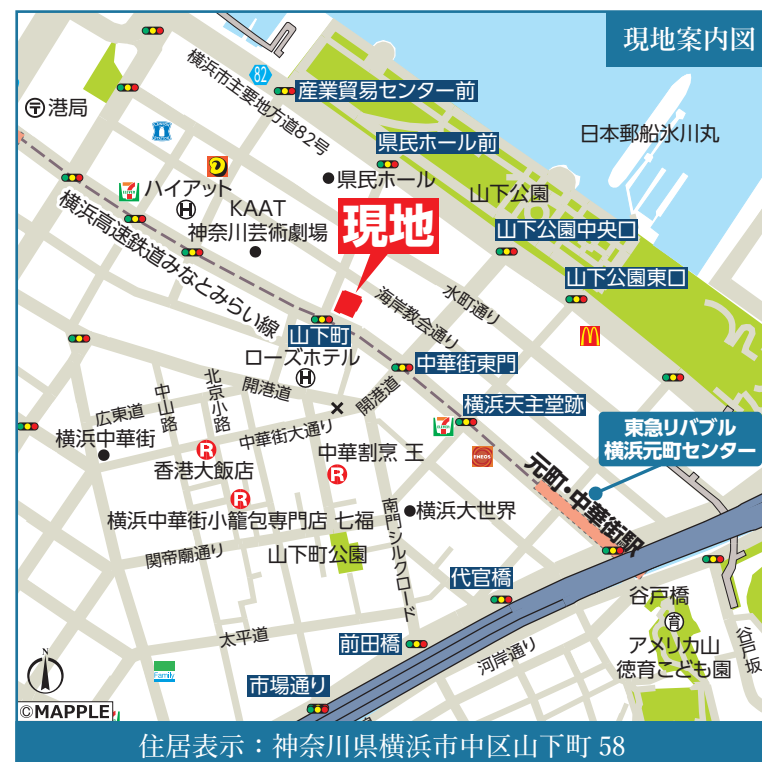 現地案内図
82
横浜市主要地方道82号
産業貿易センター前
港局
県民ホール前
日本郵船氷川丸
県民ホール
山下公園
ハイアット
H
KAAT
神奈川芸術劇場
現地
山下公園中央口
山下公園東口
横浜高速鉄道みなとみらい線
水町通り
海岸教会通り
山下町
ローズホテル
H
中華街東門
開港道
開港道
北京小路
中山路
広東道
横浜天主堂跡
横浜中華街
中華街大通り
東急リバブル
横浜元町センター
R
香港大飯店
中華割烹 王
R
ENEOS
元町・中華街駅
R
横浜中華街小籠包専門店 七福
横浜大世界
南門シルクロード
関帝廟通り
山下町公園
代官橋
谷戸橋
育
アメリカ山
徳育こども園
谷戸坂
太平道
前田橋
河岸通り
Family
市場通り
N
©MAPPLE
住居表示：神奈川県横浜市中区山下町 58